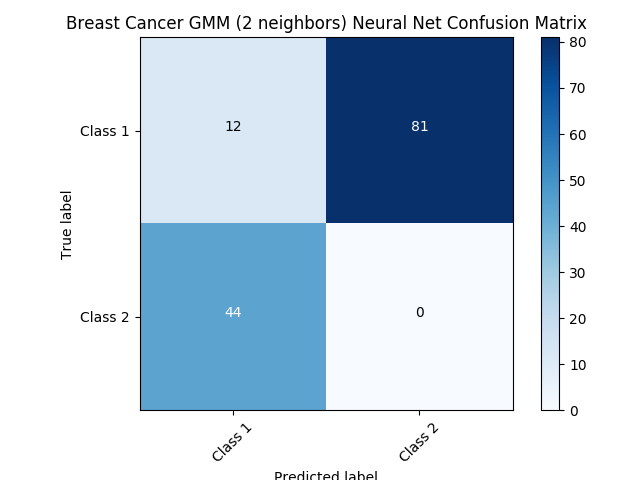 Breast Cancer GMM (2 neighbors) Neural Net Confusion Matrix
80
70
60
50
40
30
20
10
0
True label
Class 1
Class 2
12
81
44
0
Class 1
Class 2
Predicted label